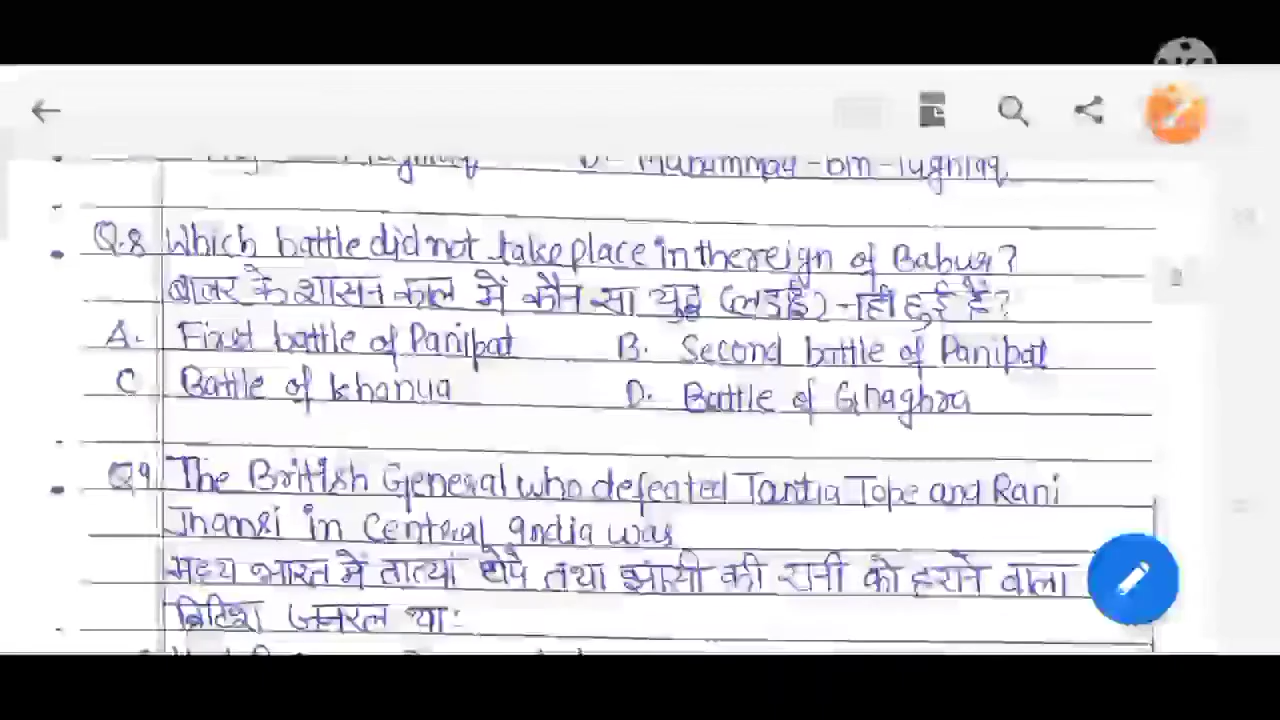 D. Muhammad-bin-Tughlaq
Q.8 Which battle did not take place in the reign of Babur?
बाबर के शासन काल में कौन सा युद्ध (लड़ाई) नही हुई है?
A. First battle of Panipat B. Second battle of Panipat
C Battle of Khanua D. Battle of Ghaghra
Q9 The British General who defeated Tantia Tope and Rani
Jhansi in Central India was
मध्य भारत में तात्यां टोपे तथा झांसी की रानी को हराने वाला
ब्रिटिश जनरल था: